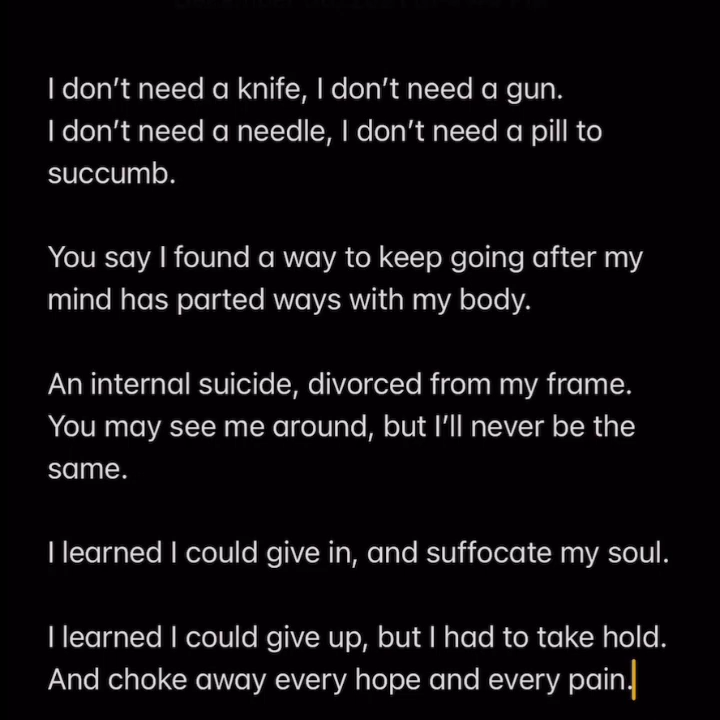 I don’t need a knife, I don’t need a gun.
I don’t need a needle, I don’t need a pill to
succumb.
You say I found a way to keep going after my
mind has parted ways with my body.
An internal suicide, divorced from my frame.
You may see me around, but I’ll never be the
same.
I learned I could give in, and suffocate my soul.
I learned I could give up, but I had to take hold.
And choke away every hope and every pain.